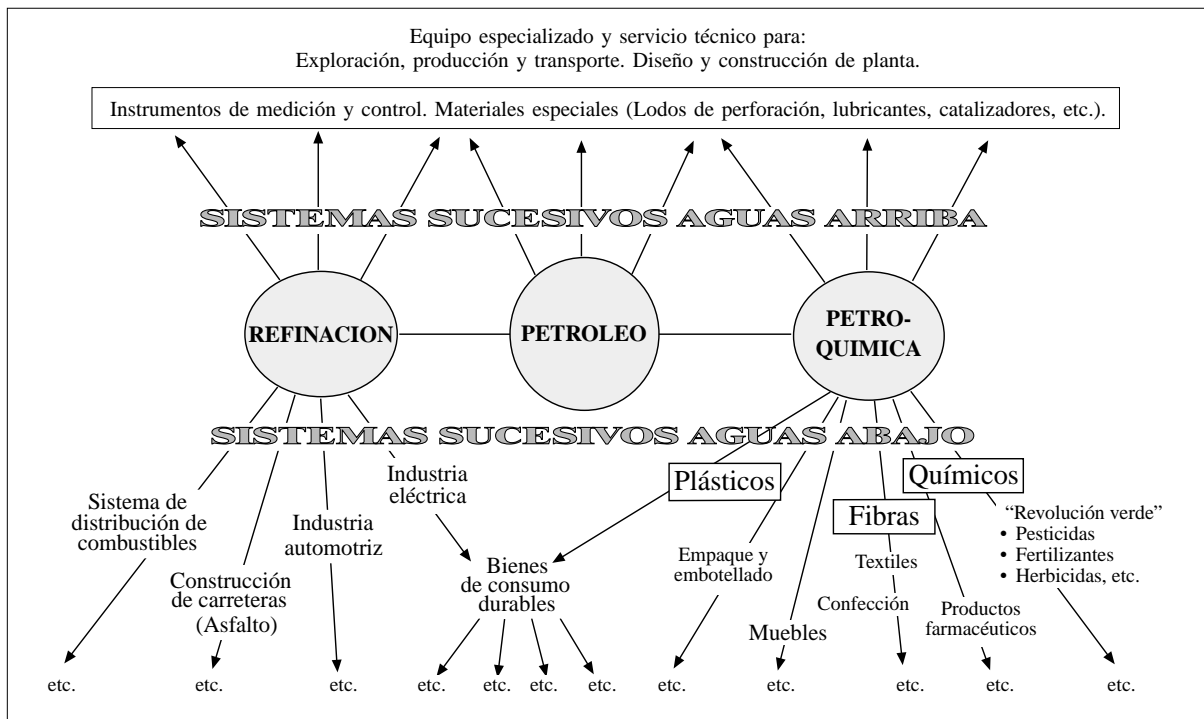 Equipo especializado y servicio técnico para:
Exploración, producción y transporte. Diseño y construcción de planta.
Instrumentos de medición y control. Materiales especiales (Lodos de perforación, lubricantes, catalizadores, etc.).
SISTEMAS SUCESIVOS AGUAS ARRIBA
REFINACION
PETROLEO
PETRO-
QUIMICA
SISTEMAS SUCESIVOS AGUAS ABAJO
Sistema de
distribución de
combustibles
Construcción
de carreteras
(Asfalto)
Industria
automotriz
Industria
eléctrica
Bienes
de consumo
durables
Plásticos
Empaque y
embotellado
Muebles
Fibras
Textiles
Confección
Químicos
Productos
farmacéuticos
“Revolución verde”
• Pesticidas
• Fertilizantes
• Herbicidas, etc.
etc.
etc.
etc.
etc.
etc.
etc.
etc.
etc.
etc.
etc.
etc.
etc.